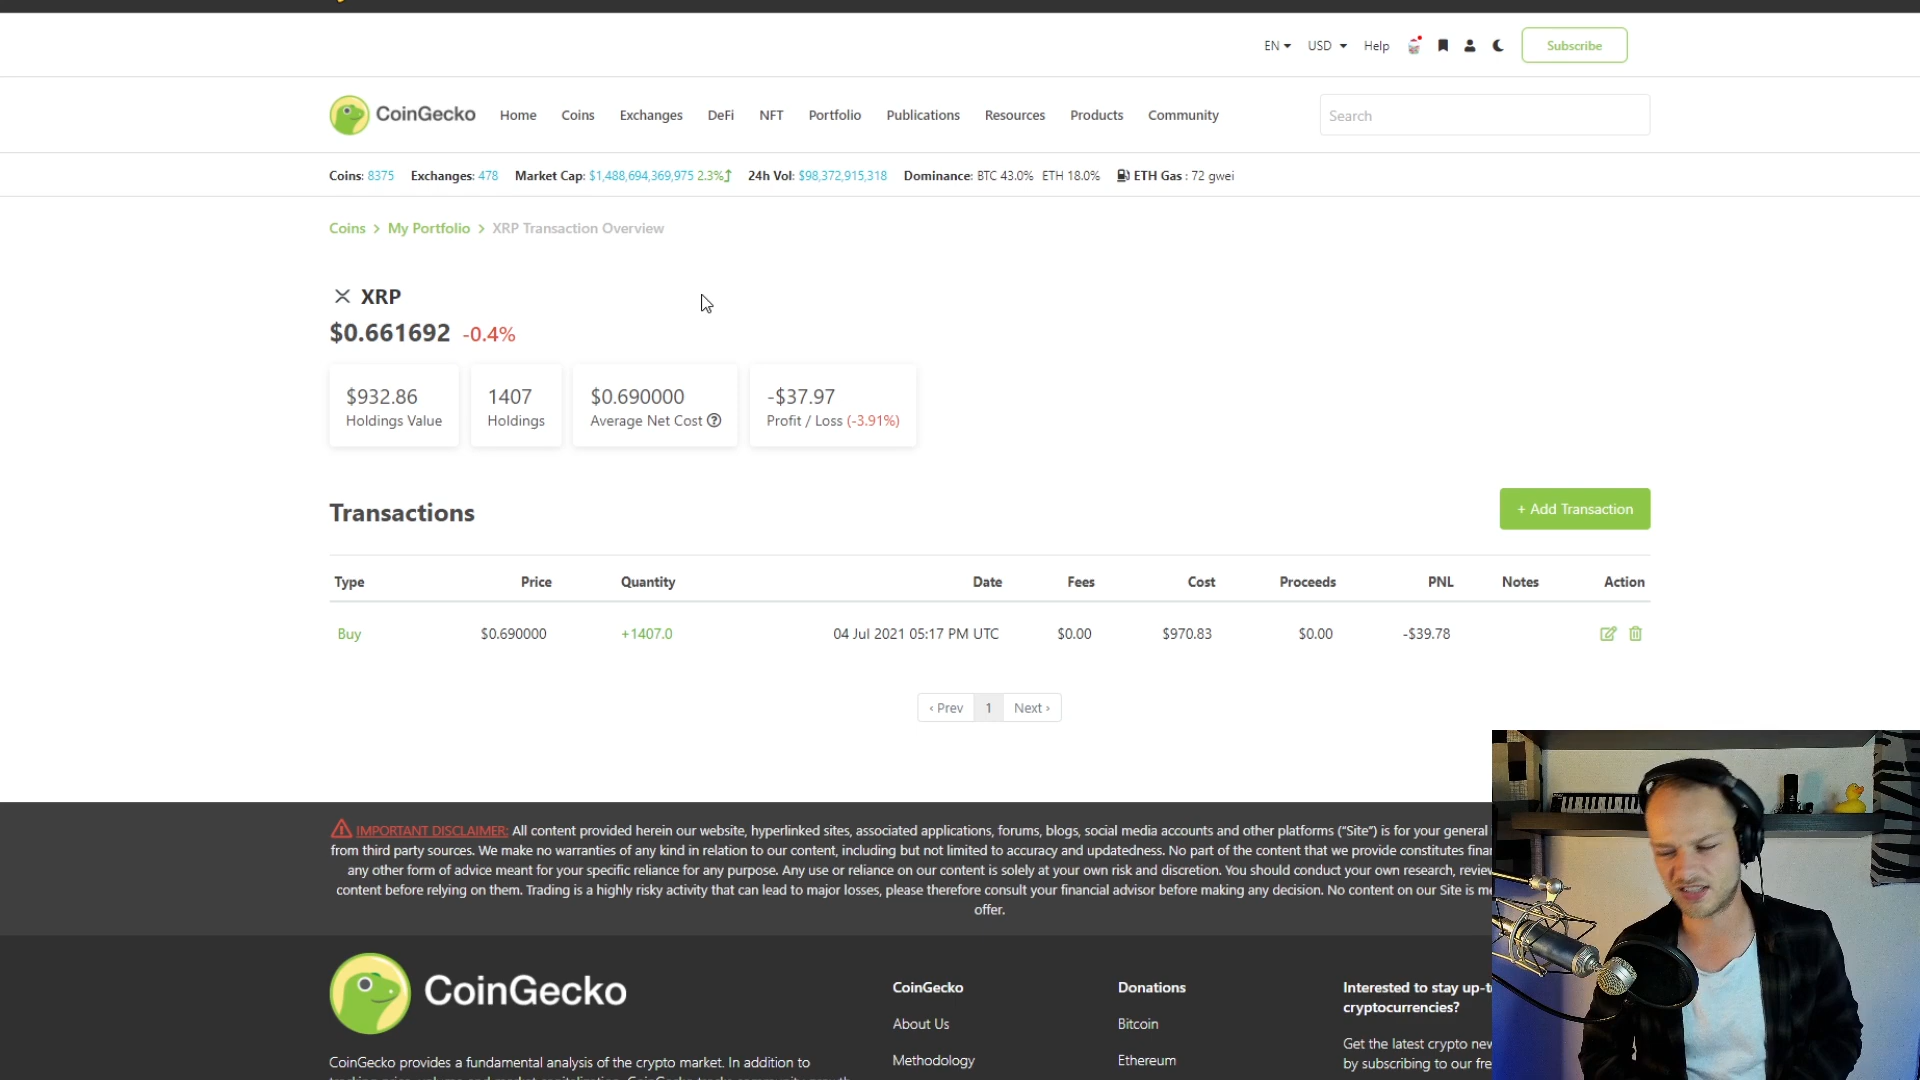 EN USD Help Subscribe
CoinGecko Home Coins Exchanges DeFi NFT Portfolio Publications Resources Products Community Search
Coins: 8375 Exchanges: 478 Market Cap: $1,488,694,369,975 2.3% 24h Vol: $98,372,915,318 Dominance: BTC 43.0% ETH 18.0% ETH Gas : 72 gwei
Coins > My Portfolio > XRP Transaction Overview
XRP
$0.661692 -0.4%
$932.86 1407 $0.690000 -$37.97
Holdings Value Holdings Average Net Cost Profit / Loss (-3.91%)
Transactions + Add Transaction
Type Price Quantity Date Fees Cost Proceeds PNL Notes Action
Buy $0.690000 +1407.0 04 Jul 2021 05:17 PM UTC $0.00 $970.83 $0.00 -$39.78
‹ Prev 1 Next ›
IMPORTANT DISCLAIMER: All content provided herein our website, hyperlinked sites, associated applications, forums, blogs, social media accounts and other platforms ("Site") is for your general
from third party sources. We make no warranties of any kind in relation to our content, including but not limited to accuracy and updatedness. No part of the content that we provide constitutes
any other form of advice meant for your specific reliance for any purpose. Any use or reliance on our content is solely at your own risk and discretion. You should conduct your own research,
content before relying on them. Trading is a highly risky activity that can lead to major losses, please therefore consult your financial advisor before making any decision. No content on our Site is
offer.
CoinGecko
CoinGecko Donations Interested to stay
cryptocurrencies?
About Us Bitcoin
Get the latest crypto
Methodology Ethereum by subscribing to our
CoinGecko provides a fundamental analysis of the crypto market. In addition to